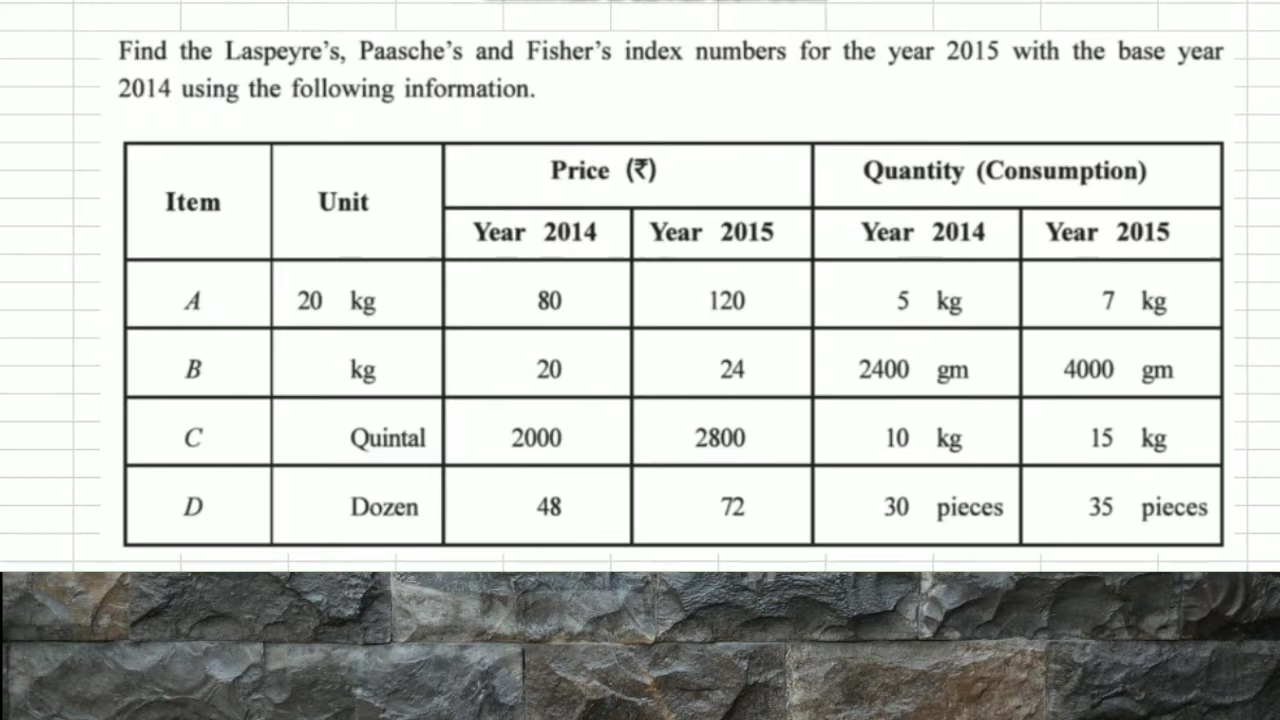 Find the Laspeyre's, Paasche's and Fisher's index numbers for the year 2015 with the base year
2014 using the following information.
Item Unit Price (₹) Quantity (Consumption)
Year 2014 Year 2015 Year 2014 Year 2015
A 20 kg 80 120 5 kg 7 kg
B kg 20 24 2400 gm 4000 gm
C Quintal 2000 2800 10 kg 15 kg
D Dozen 48 72 30 pieces 35 pieces